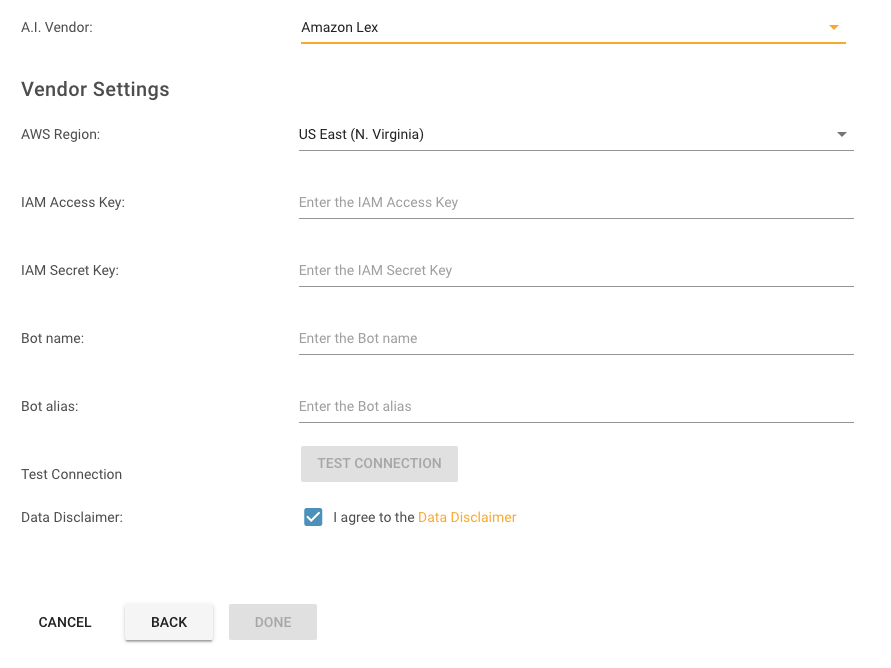 A.I. Vendor: Amazon Lex
Vendor Settings
AWS Region: US East (N. Virginia)
IAM Access Key: Enter the IAM Access Key
IAM Secret Key: Enter the IAM Secret Key
Bot name: Enter the Bot name
Bot alias: Enter the Bot alias
Test Connection TEST CONNECTION
Data Disclaimer: I agree to the Data Disclaimer
CANCEL BACK DONE